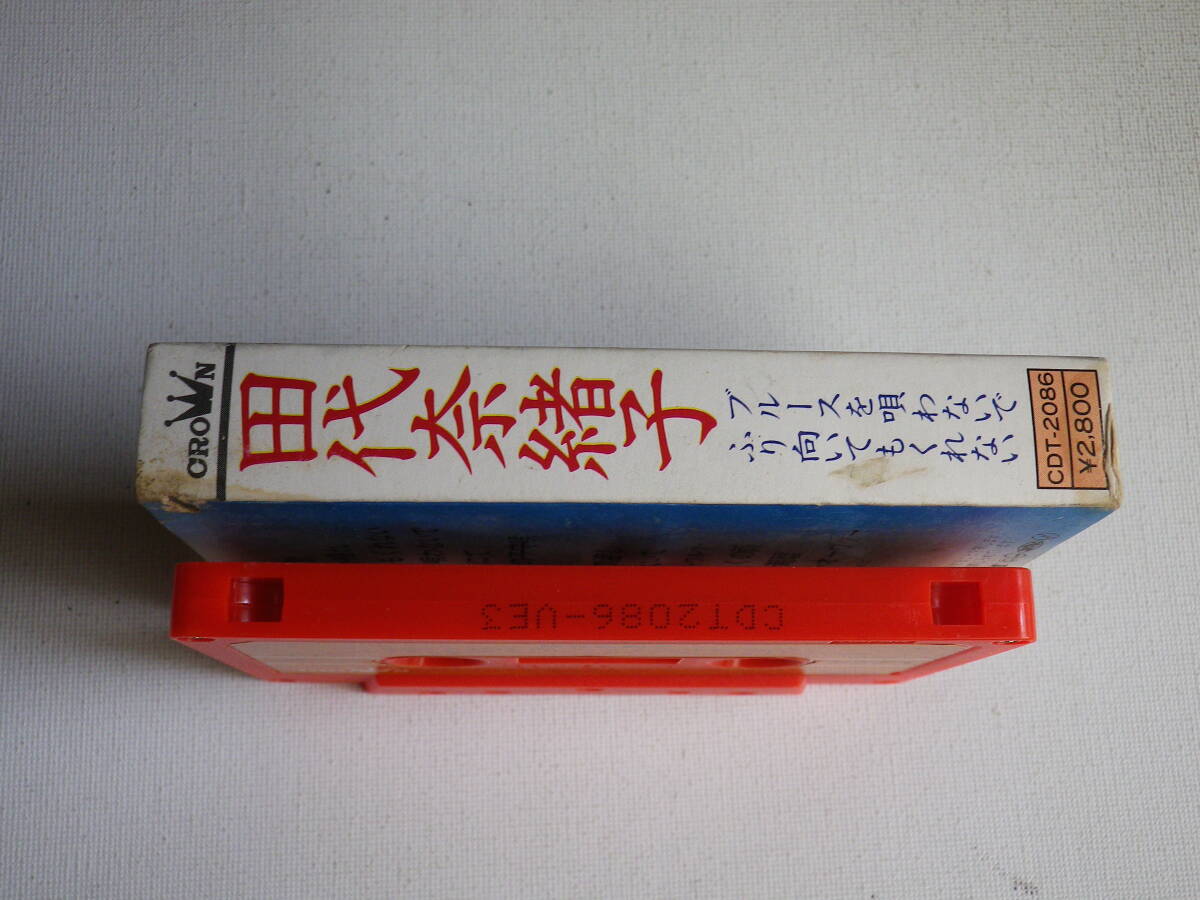 CROWN
田代奈緒子
ブルースを唄わないで
ふり向いてもくれない
CDT-2086
¥2,800
CDT2086-VE3